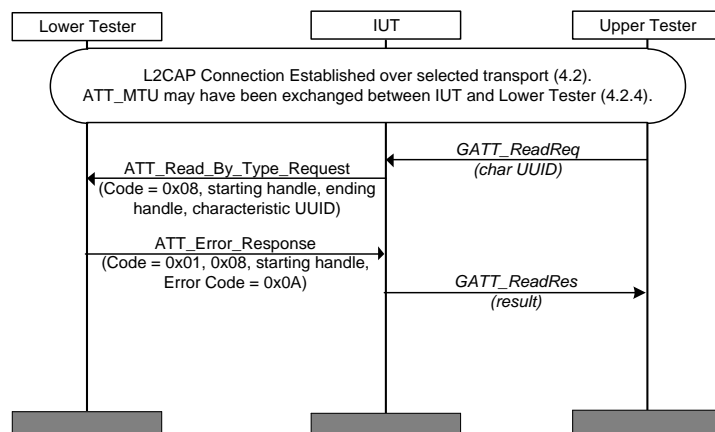 Lower Tester
IUT
Upper Tester
L2CAP Connection Established over selected transport (4.2).
ATT_MTU may have been exchanged between IUT and Lower Tester (4.2.4).
GATT_ReadReq
(char UUID)
ATT_Read_By_Type_Request
(Code = 0x08, starting handle, ending
handle, characteristic UUID)
ATT_Error_Response
(Code = 0x01, 0x08, starting handle,
Error Code = 0x0A)
GATT_ReadRes
(result)